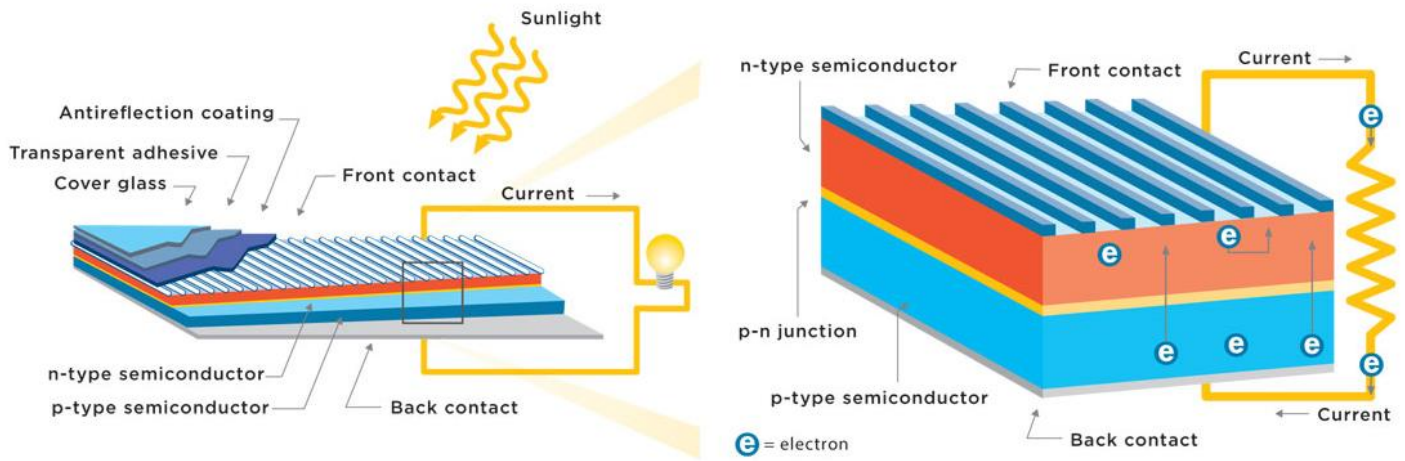 Sunlight
Antireflection coating
Transparent adhesive
Cover glass
Front contact
Current
n-type semiconductor
p-type semiconductor
Back contact
n-type semiconductor
Front contact
Current
e
e
e
p-n junction
e
e
e
e
p-type semiconductor
Current
Back contact
e = electron